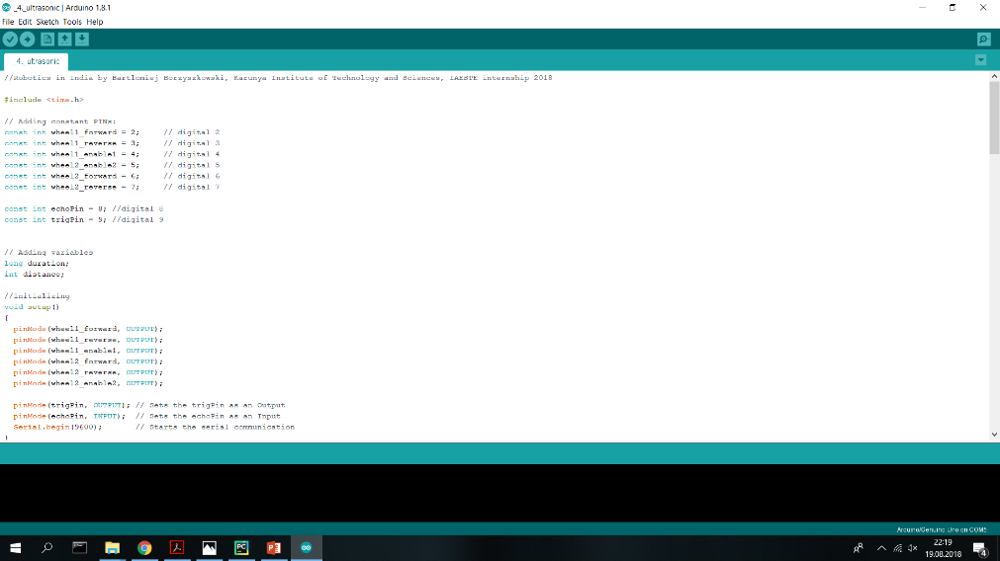 _4._ultrasonic | Arduino 1.8.1
File Edit Sketch Tools Help
4._ultrasonic
//Robotics in India by Bartlomiej Borzyszkowski, Karunya Institute of Technology and Sciences, IAESTE internship 2018
#include <time.h>
// Adding constant PINs:
const int wheel1_forward = 2; // digital 2
const int wheel1_reverse = 3; // digital 3
const int wheel1_enable1 = 4; // digital 4
const int wheel2_enable2 = 5; // digital 5
const int wheel2_forward = 6; // digital 6
const int wheel2_reverse = 7; // digital 7
const int echoPin = 8; //digital 8
const int trigPin = 9; //digital 9
// Adding variables
long duration;
int distance;
//initializing
void setup()
{
pinMode(wheel1_forward, OUTPUT);
pinMode(wheel1_reverse, OUTPUT);
pinMode(wheel1_enable1, OUTPUT);
pinMode(wheel2_forward, OUTPUT);
pinMode(wheel2_reverse, OUTPUT);
pinMode(wheel2_enable2, OUTPUT);
pinMode(trigPin, OUTPUT); // Sets the trigPin as an Output
pinMode(echoPin, INPUT); // Sets the echoPin as an Input
Serial.begin(9600); // Starts the serial communication
}
Arduino/Genuino Uno on COM5
PC
P
22:19
19.08.2018
4